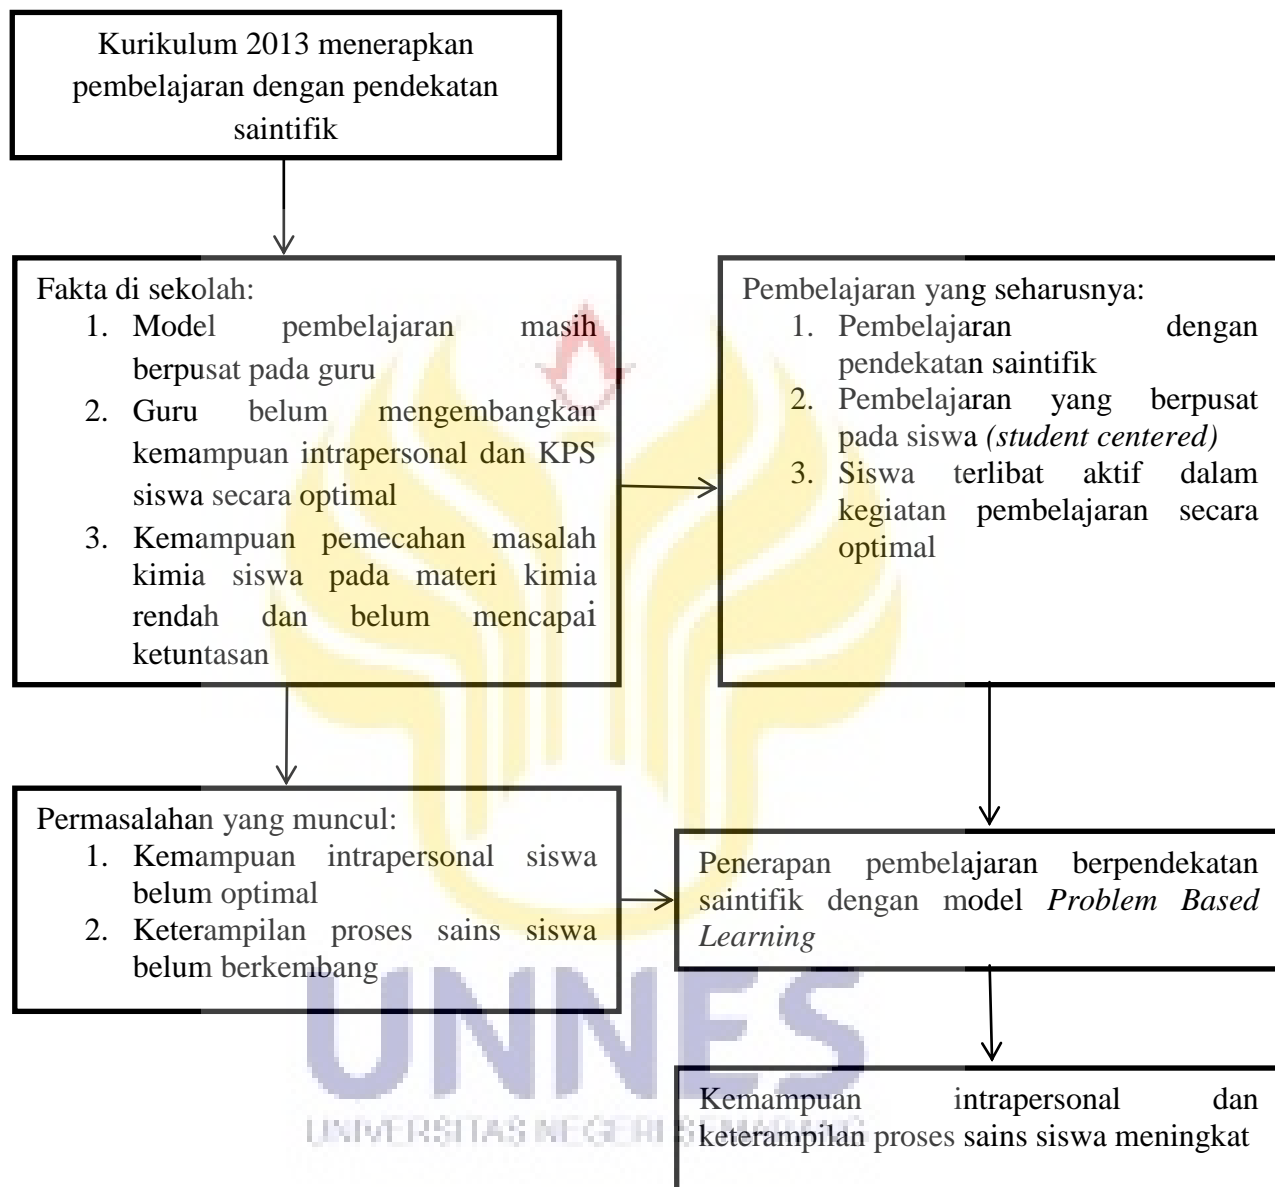 Kurikulum 2013 menerapkan
pembelajaran dengan pendekatan
saintifik
Fakta di sekolah:
1. Model pembelajaran masih
berpusat pada guru
2. Guru belum mengembangkan
kemampuan intrapersonal dan KPS
siswa secara optimal
3. Kemampuan pemecahan masalah
kimia siswa pada materi kimia
rendah dan belum mencapai
ketuntasan
Pembelajaran yang seharusnya:
1. Pembelajaran dengan
pendekatan saintifik
2. Pembelajaran yang berpusat
pada siswa (student centered)
3. Siswa terlibat aktif dalam
kegiatan pembelajaran secara
optimal
Permasalahan yang muncul:
1. Kemampuan intrapersonal siswa
belum optimal
2. Keterampilan proses sains siswa
belum berkembang
Penerapan pembelajaran berpendekatan
saintifik dengan model Problem Based
Learning
Kemampuan intrapersonal dan
keterampilan proses sains siswa meningkat
UNNES
UNIVERSITAS NEGERI SEMARANG